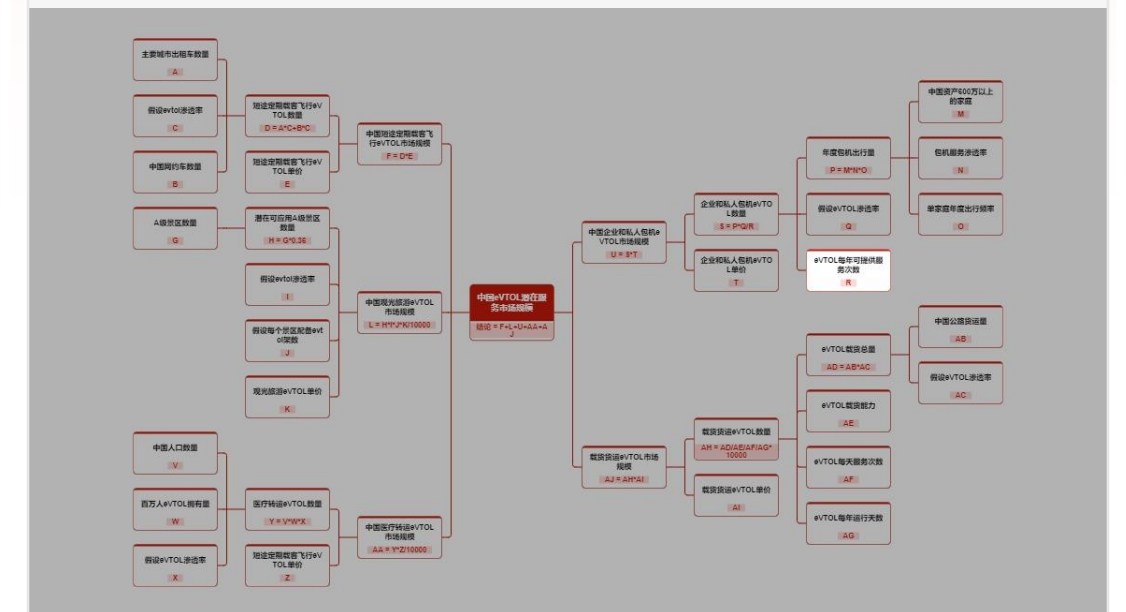 主要城市出租车数量
A
假设evtol渗透率
C
中国网约车数量
B
短途定期载客飞行eV
TOL数量
D = A*C+B*C
短途定期载客飞行eV
TOL单价
E
中国短途定期载客飞
行eVTOL市场规模
F = D*E
A级景区数量
G
潜在可应用A级景区
数量
H = G*0.36
假设evtol渗透率
I
假设每个景区配备evt
ol架数
J
观光旅游eVTOL单价
K
中国观光旅游eVTOL
市场规模
L = H*I*J*K/10000
中国人口数量
V
百万人eVTOL拥有量
W
假设eVTOL渗透率
X
医疗转运eVTOL数量
Y = V*W*X
短途定期载客飞行eV
TOL单价
Z
中国医疗转运eVTOL
市场规模
AA = Y*Z/10000
中国eVTOL潜在服
务市场规模
结论 = F+L+U+AA+A
J
中国企业和私人包机e
VTOL市场规模
U = S*T
企业和私人包机eVTO
L数量
S = P*Q/R
企业和私人包机eVTO
L单价
T
年度包机出行量
P = M*N*O
假设eVTOL渗透率
Q
eVTOL每年可提供服
务次数
R
中国资产600万以上
的家庭
M
包机服务渗透率
N
单家庭年度出行频率
O
载货货运eVTOL市场
规模
AJ = AH*AI
载货货运eVTOL数量
AH = AD/AE/AF/AG*
10000
载货货运eVTOL单价
AI
eVTOL载货总量
AD = AB*AC
eVTOL载货能力
AE
eVTOL每天服务次数
AF
eVTOL每年运行天数
AG
中国公路货运量
AB
假设eVTOL渗透率
AC